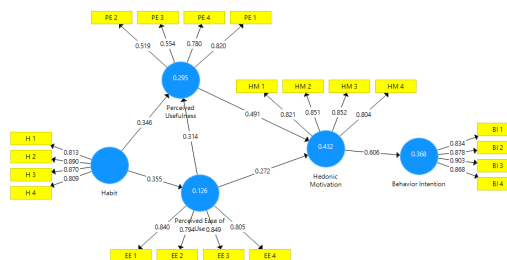 PE 2
PE 3
PE 4
PE 1
0.519
0.554
0.780
0.820
0.295
Perceived
Usefulness
HM 1
HM 2
HM 3
HM 4
0.821
0.851
0.852
0.804
0.491
0.346
0.314
0.432
Hedonic
Motivation
0.606
0.368
Behavior Intention
BI 1
BI 2
BI 3
BI 4
0.834
0.878
0.903
0.868
H 1
H 2
H 3
H 4
0.813
0.890
0.870
0.809
Habit
0.355
0.272
0.126
Perceived Ease of
Use
0.840
0.794
0.849
0.805
EE 1
EE 2
EE 3
EE 4